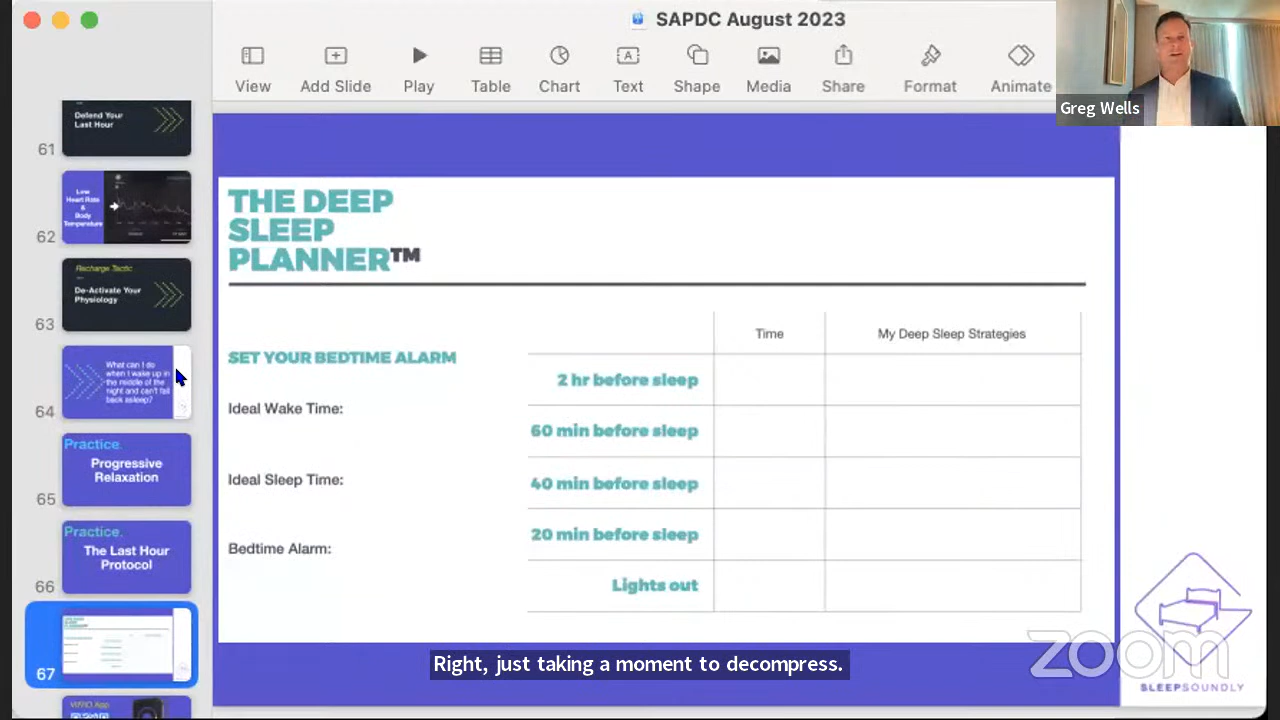 SAPDC August 2023
View
Add Slide
Play
Table
Chart
Text
Shape
Media
Share
Format
Animate
Greg Wells
Defend Your
Last Hour
61
Low
Heart Rate
&
Body
Temperature
62
Recharge Tactic
De-Activate Your
Physiology
63
What can I do
when I wake up in
the middle of the
night and can't fall
back asleep?
64
Practice.
Progressive
Relaxation
65
Practice.
The Last Hour
Protocol
66
67
THE DEEP
SLEEP
PLANNER™
Time
My Deep Sleep Strategies
SET YOUR BEDTIME ALARM
2 hr before sleep
Ideal Wake Time:
60 min before sleep
Ideal Sleep Time:
40 min before sleep
20 min before sleep
Bedtime Alarm:
Lights out
Right, just taking a moment to decompress.
zoom
SLEEPSOUNDLY